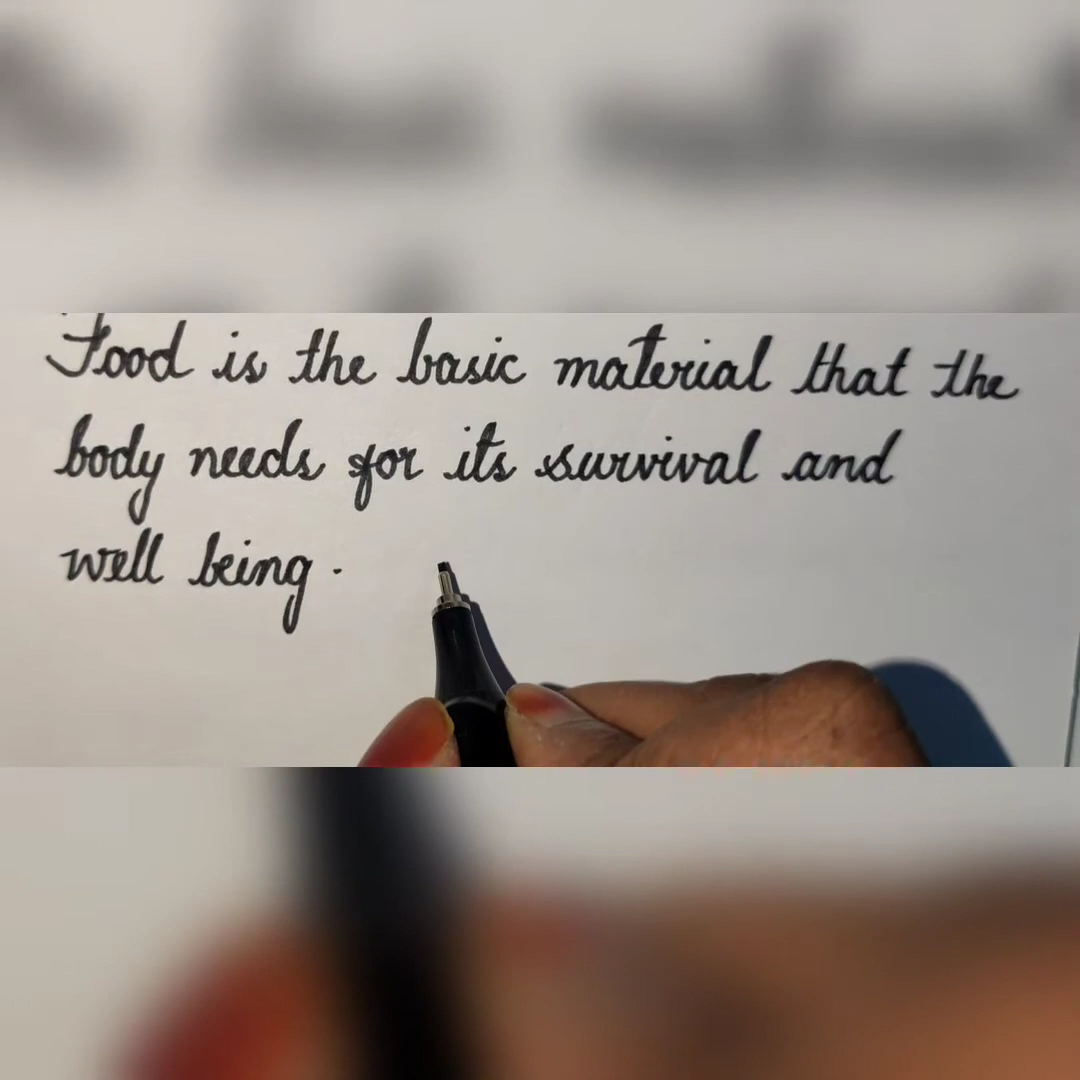 Food is the basic material that the
body needs for its survival and
well being.